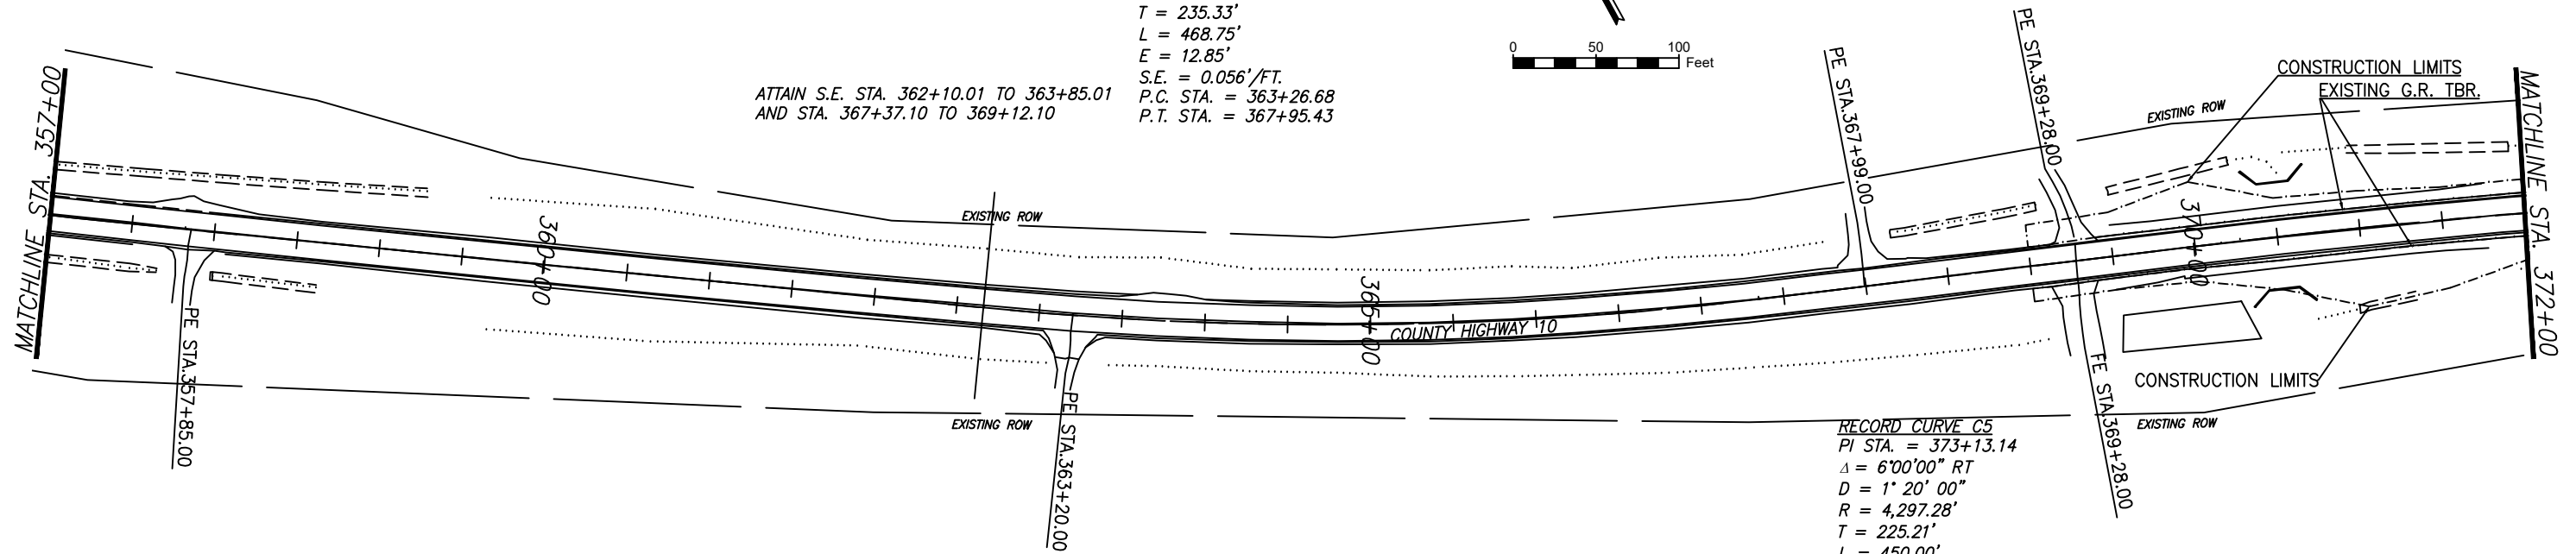 T = 235.33'
L = 468.75'
E = 12.85'
S.E. = 0.056'/FT.
P.C. STA. = 363+26.68
P.T. STA. = 367+95.43
ATTAIN S.E. STA. 362+10.01 TO 363+85.01
AND STA. 367+37.10 TO 369+12.10
0 50 100
Feet
CONSTRUCTION LIMITS
EXISTING G.R. TBR.
MATCHLINE STA. 357+00
MATCHLINE STA. 372+00
PE STA.367+99.00
PE STA.369+28.00
EXISTING ROW
EXISTING ROW
360+00
365+00
370+00
COUNTY HIGHWAY 10
PE STA.357+85.00
PE STA.363+20.00
FE STA.369+28.00
CONSTRUCTION LIMITS
EXISTING ROW
EXISTING ROW
RECORD CURVE C5
PI STA. = 373+13.14
Δ = 6°00'00" RT
D = 1° 20' 00"
R = 4,297.28'
T = 225.21'
L = 450.00'